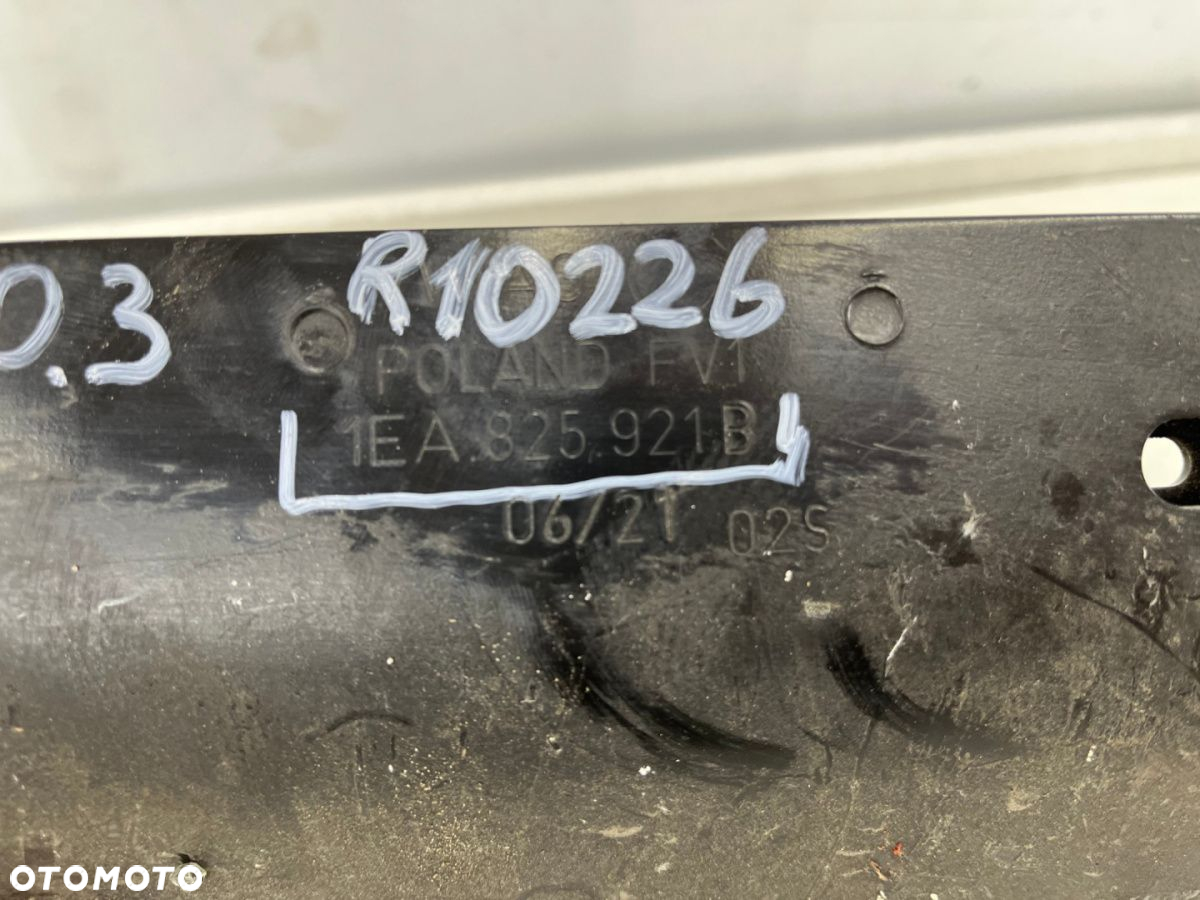 0.3 R10226
POLAND FV1
1EA.825.921.B
06/21 02S
OTOMOTO